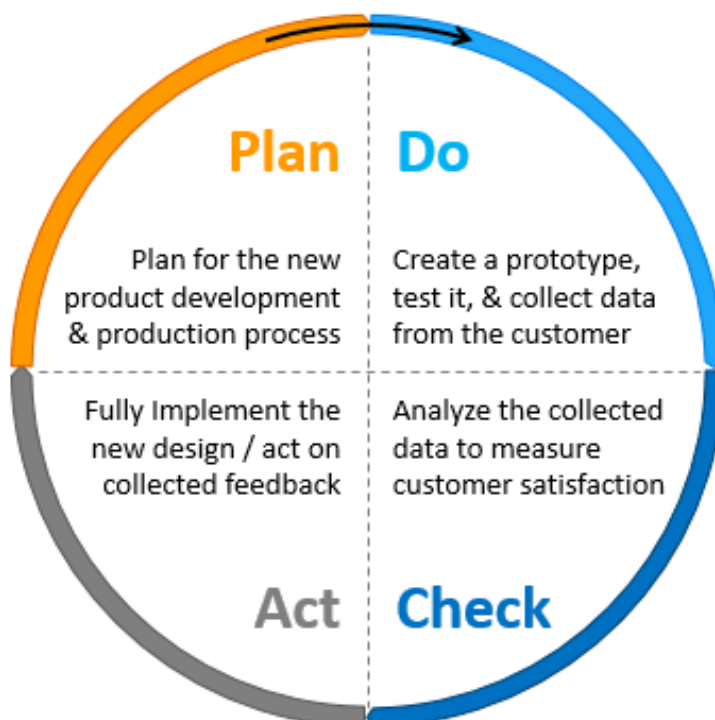 Plan
Plan for the new
product development
& production process
Do
Create a prototype,
test it, & collect data
from the customer
Fully Implement the
new design / act on
collected feedback
Act
Analyze the collected
data to measure
customer satisfaction
Check